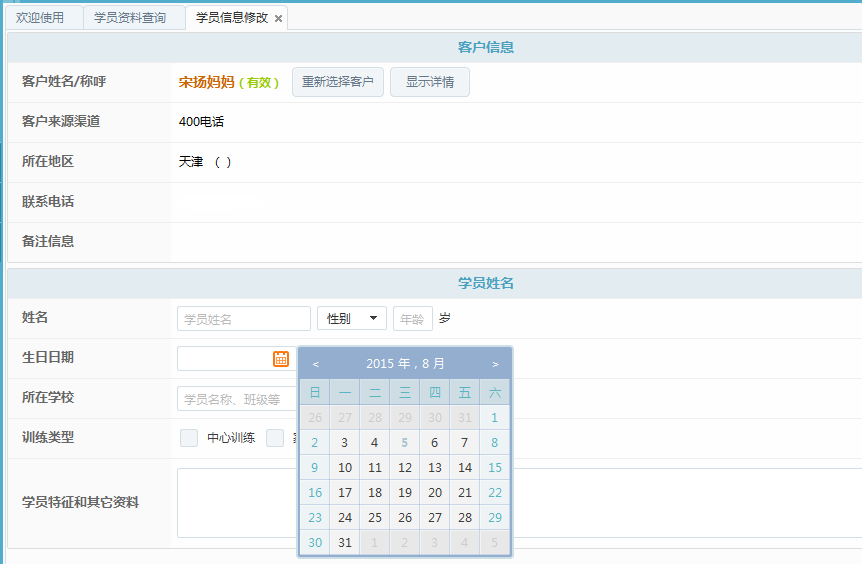 欢迎使用 学员资料查询 学员信息修改 ×
客户信息
客户姓名/称呼 宋扬妈妈 (有效) 重新选择客户 显示详情
客户来源渠道 400电话
所在地区 天津 ( )
联系电话
备注信息
学员姓名
姓名 学员姓名 性别 年龄 岁
生日日期
< 2015 年 , 8 月 >
日 一 二 三 四 五 六
所在学校 学员名称、班级等
26 27 28 29 30 31 1
训练类型 中心训练
2 3 4 5 6 7 8
9 10 11 12 13 14 15
16 17 18 19 20 21 22
学员特征和其它资料
23 24 25 26 27 28 29
30 31 1 2 3 4 5